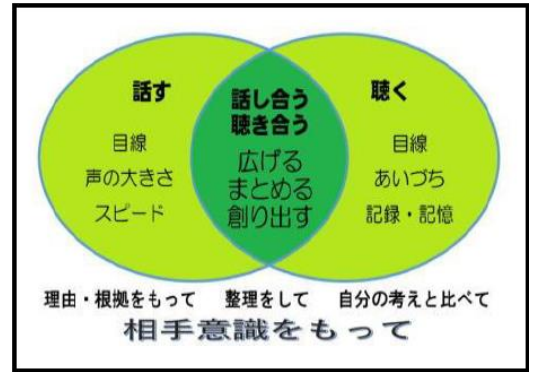 話す
目線
声の大きさ
スピード
話し合う
聴き合う
広げる
まとめる
創り出す
聴く
目線
あいづち
記録・記憶
理由・根拠をもって
整理をして
自分の考えと比べて
相手意識をもって